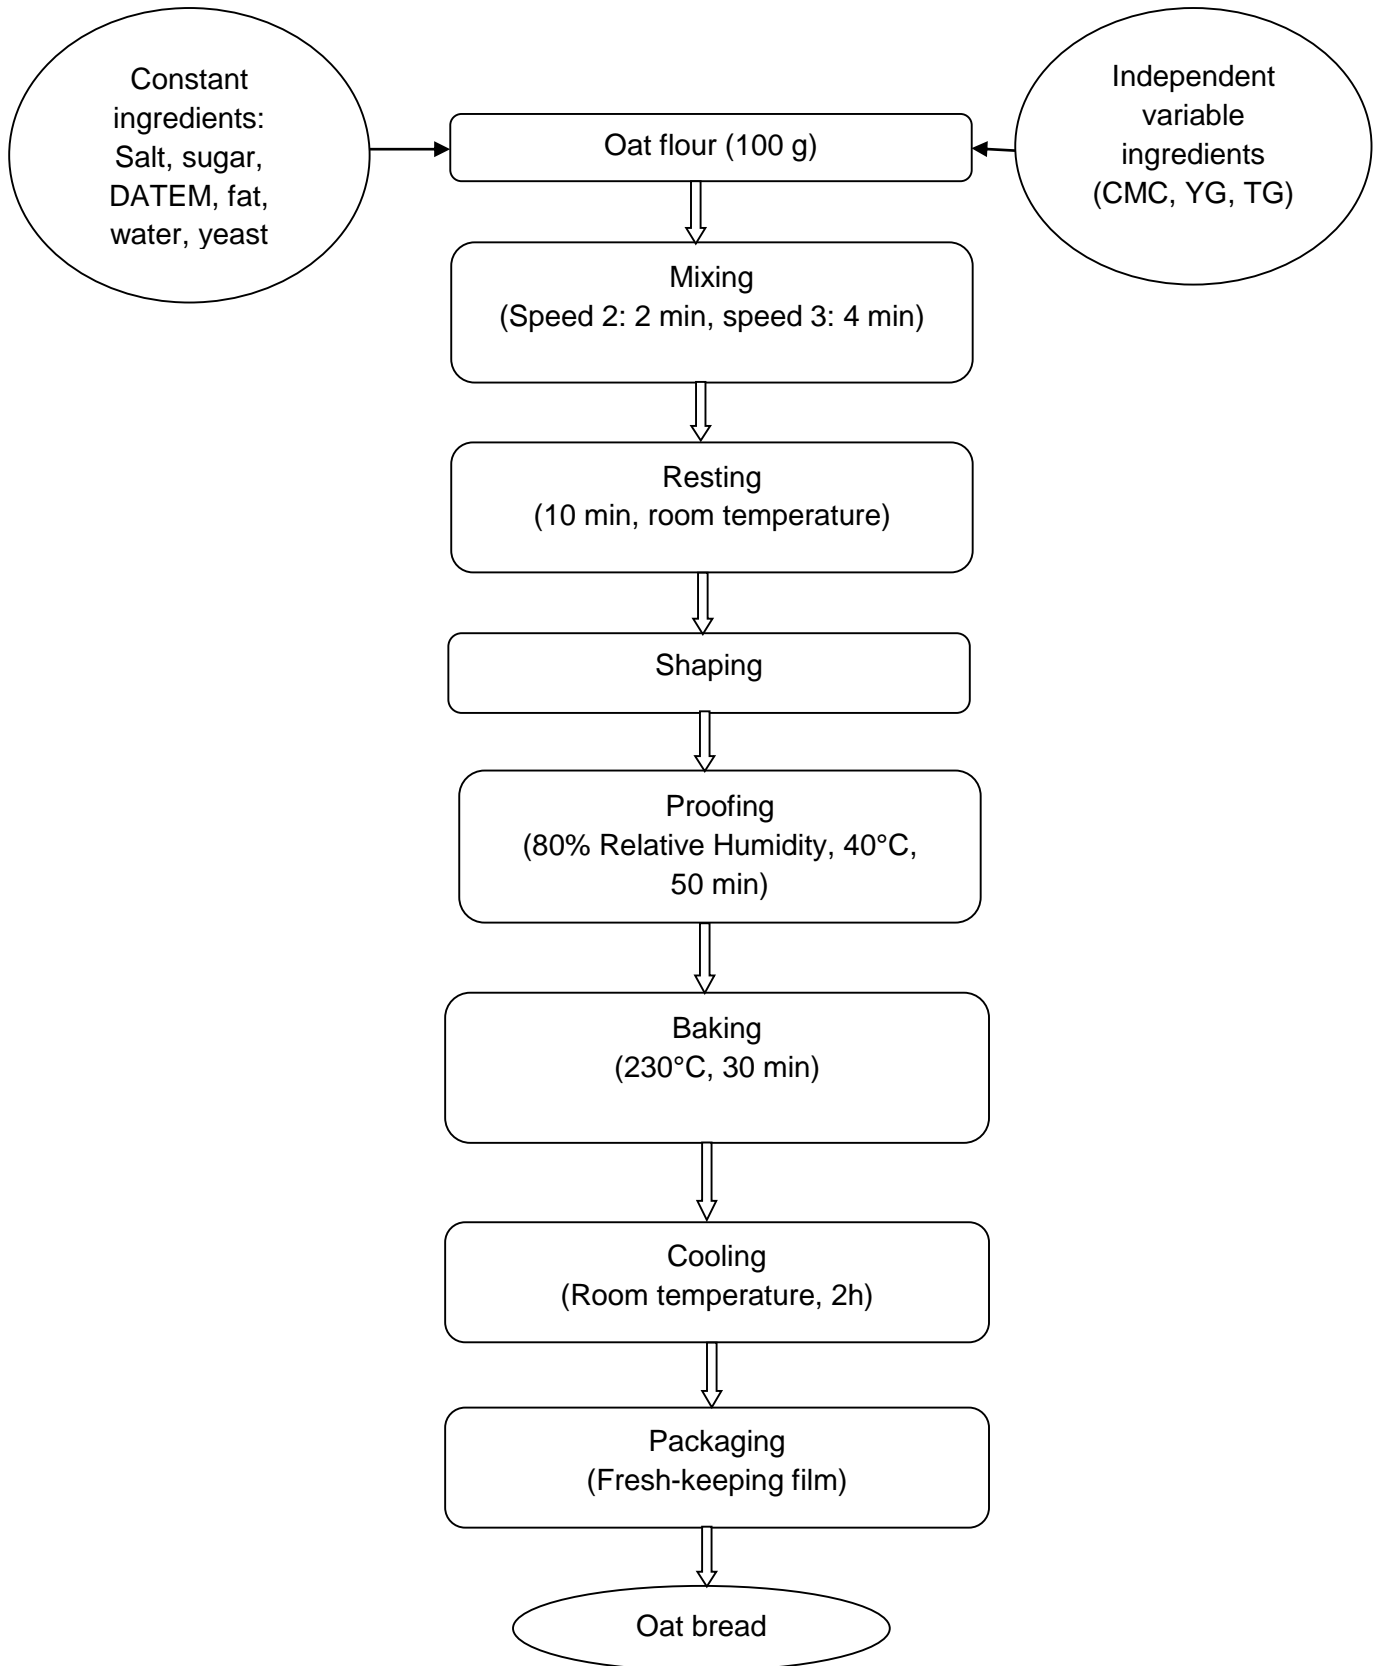 Constant
ingredients:
Salt, sugar,
DATEM, fat,
water, yeast
Oat flour (100 g)
Independent
variable
ingredients
(CMC, YG, TG)
Mixing
(Speed 2: 2 min, speed 3: 4 min)
Resting
(10 min, room temperature)
Shaping
Proofing
(80% Relative Humidity, 40°C,
50 min)
Baking
(230°C, 30 min)
Cooling
(Room temperature, 2h)
Packaging
(Fresh-keeping film)
Oat bread